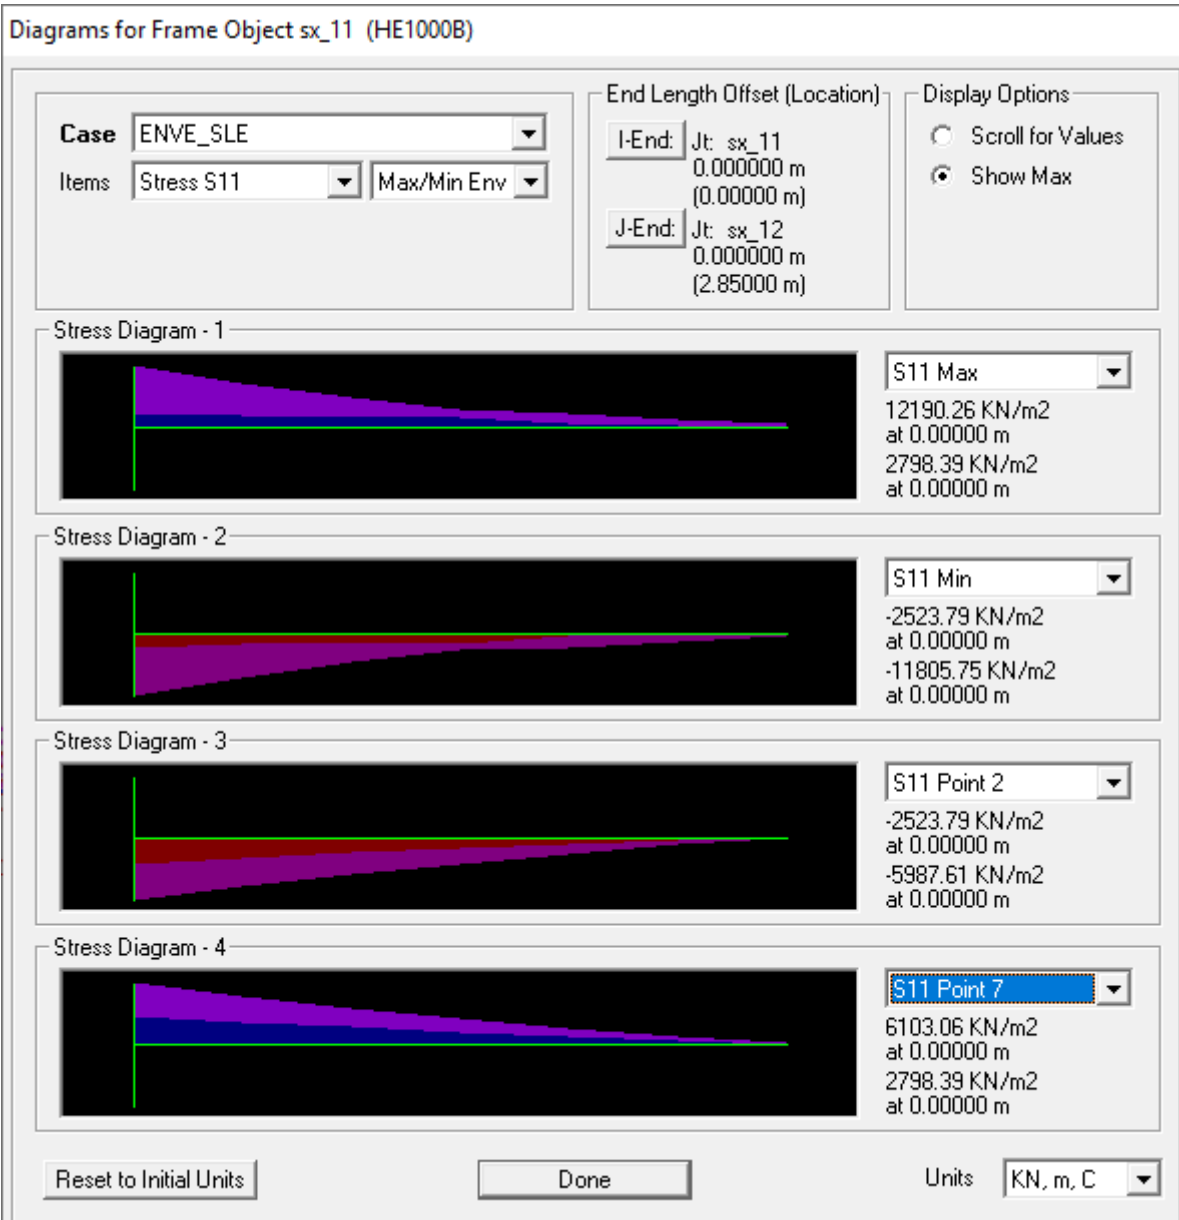 Diagrams for Frame Object sx_11 (HE1000B)
Case ENVE_SLE
Items Stress S11 Max/Min Env
End Length Offset (Location)
I-End: Jt: sx_11
0.000000 m
(0.00000 m)
J-End: Jt: sx_12
0.000000 m
(2.85000 m)
Display Options
Scroll for Values
Show Max
Stress Diagram - 1
S11 Max
12190.26 KN/m2
at 0.00000 m
2798.39 KN/m2
at 0.00000 m
Stress Diagram - 2
S11 Min
-2523.79 KN/m2
at 0.00000 m
-11805.75 KN/m2
at 0.00000 m
Stress Diagram - 3
S11 Point 2
-2523.79 KN/m2
at 0.00000 m
-5987.61 KN/m2
at 0.00000 m
Stress Diagram - 4
S11 Point 7
6103.06 KN/m2
at 0.00000 m
2798.39 KN/m2
at 0.00000 m
Reset to Initial Units
Done
Units KN, m, C